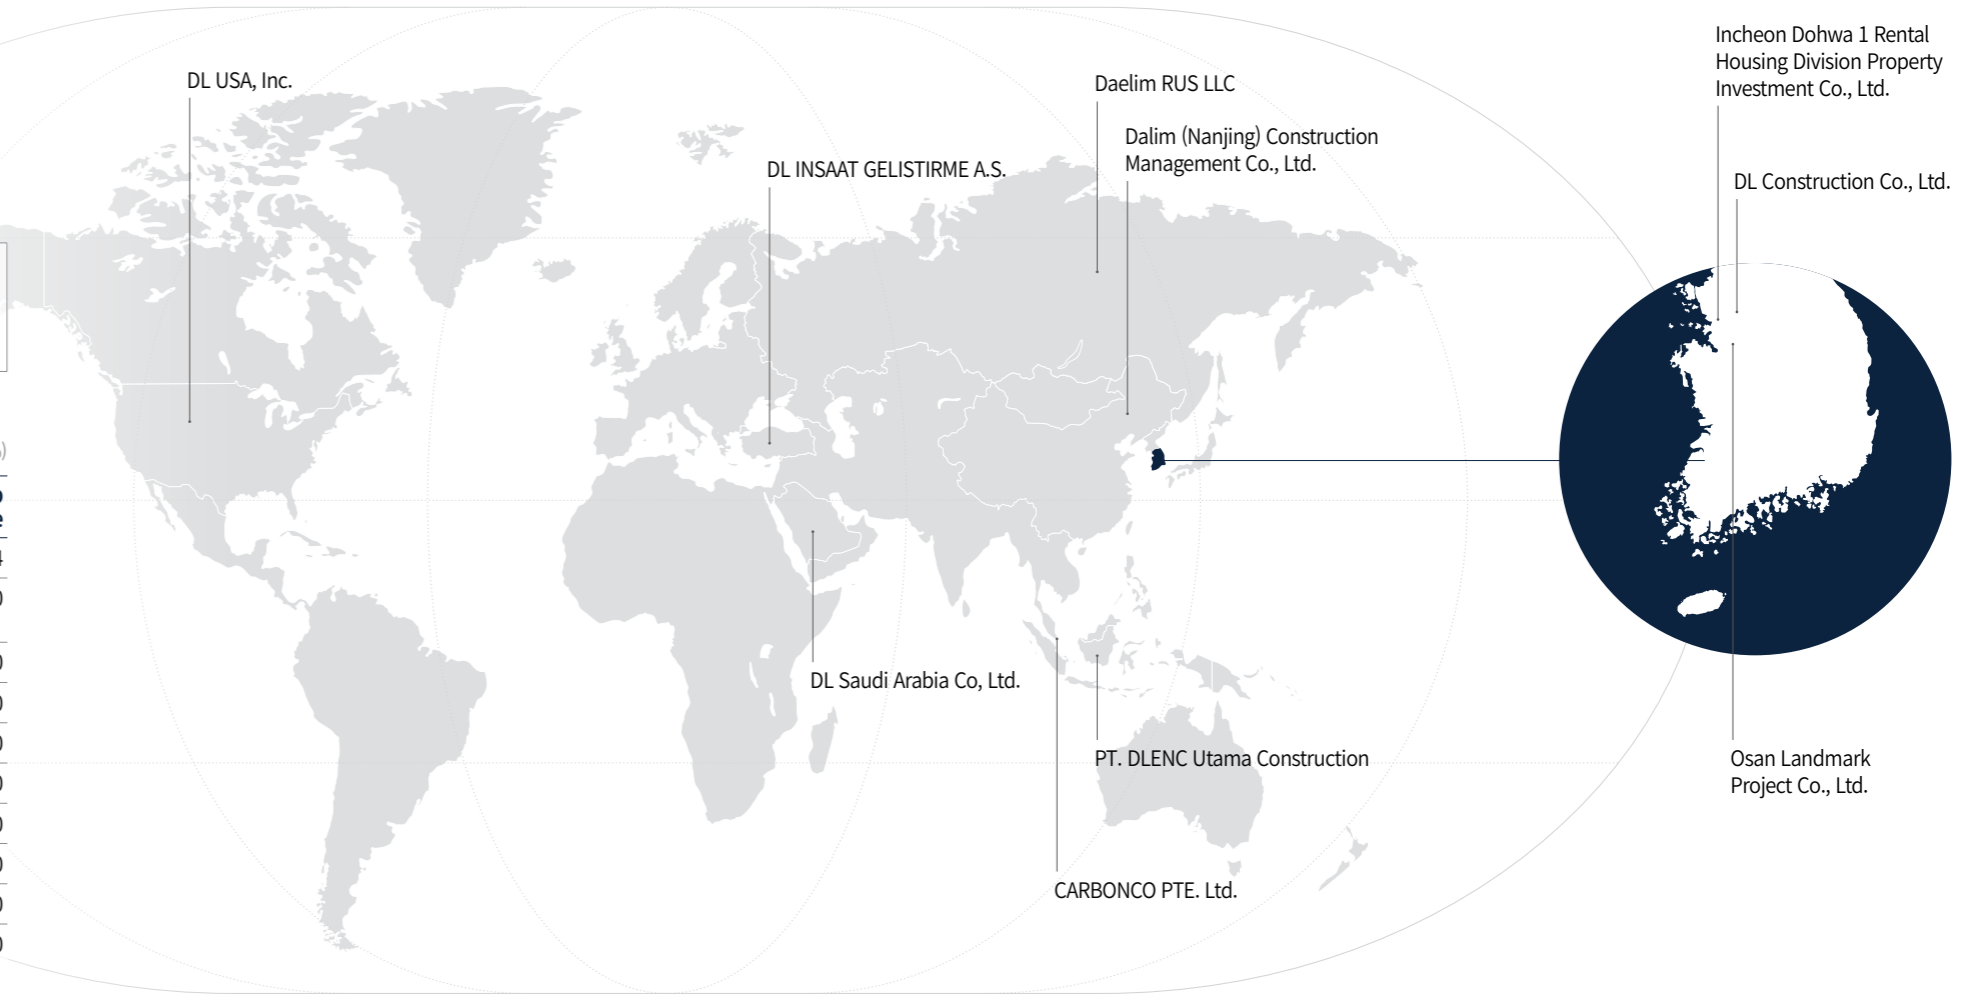 Incheon Dohwa 1 Rental
Housing Division Property
Investment Co., Ltd.
DL USA, Inc.
Daelim RUS LLC
Dalim (Nanjing) Construction
Management Co., Ltd.
DL INSAAT GELISTIRME A.S.
DL Construction Co., Ltd.
DL Saudi Arabia Co, Ltd.
PT. DLENC Utama Construction
Osan Landmark
Project Co., Ltd.
CARBONCO PTE. Ltd.